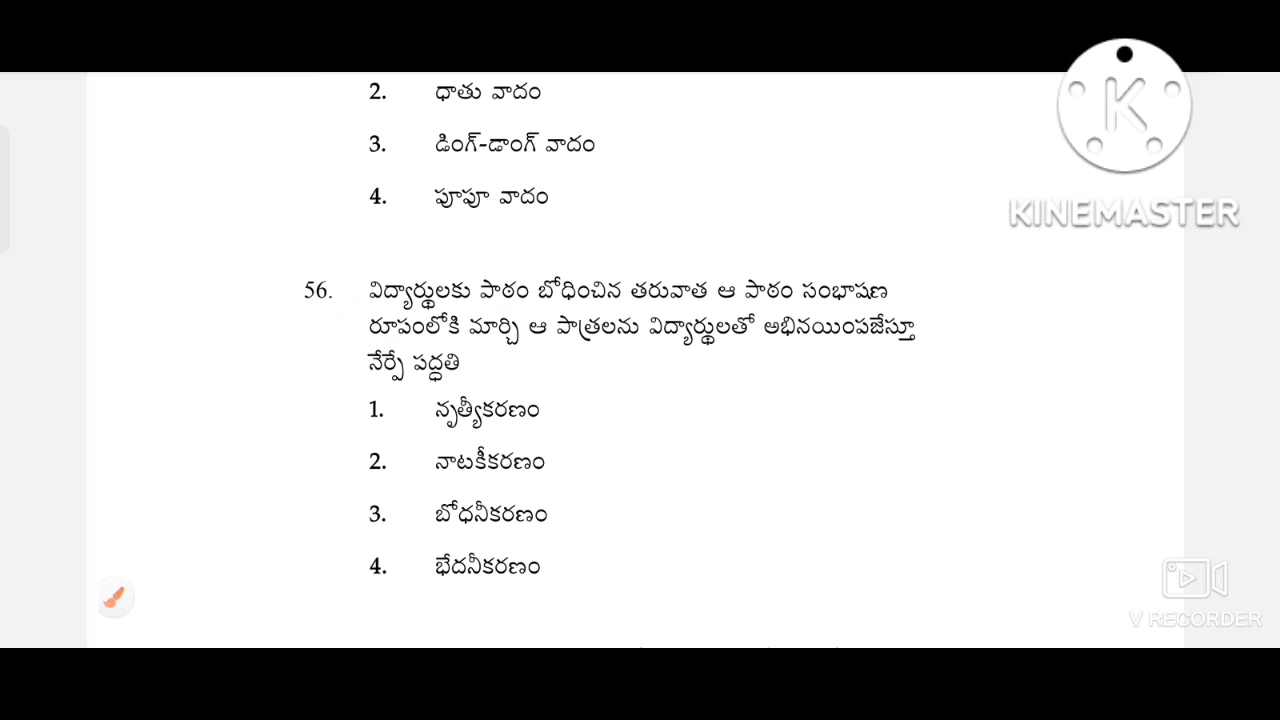 2. ధాతు వాదం
3. డింగ్-డాంగ్ వాదం
4. పూపూ వాదం
KINEMASTER
56. విద్యార్థులకు పాఠం బోధించిన తరువాత ఆ పాఠం సంభాషణ
రూపంలోకి మార్చి ఆ పాత్రలను విద్యార్థులతో అభినయింపజేస్తూ
నేర్పే పద్ధతి
1. నృత్యీకరణం
2. నాటకీకరణం
3. బోధనీకరణం
4. భేదనీకరణం
V RECORDER